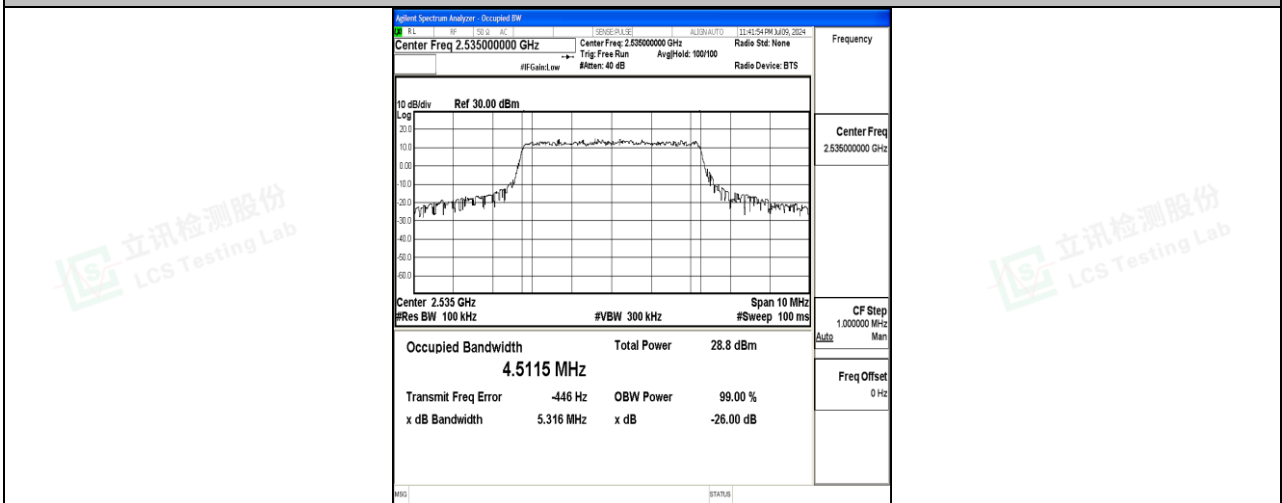 Agilent Spectrum Analyzer - Occupied BW
RL RF 50 Ω AC SENSE:PULSE ALIGNAUTO 11:41:54 PM Jul 09, 2024
Center Freq 2.535000000 GHz
Center Freq: 2.535000000 GHz Radio Std: None
Trig: Free Run Avg|Hold: 100/100
#IFGain:Low #Atten: 40 dB Radio Device: BTS
Frequency
10 dB/div Ref 30.00 dBm
Log
20.0
10.0
0.00
-10.0
-20.0
-30.0
-40.0
-50.0
-60.0
Center 2.535 GHz Span 10 MHz
#Res BW 100 kHz #VBW 300 kHz #Sweep 100 ms
Occupied Bandwidth Total Power 28.8 dBm
4.5115 MHz
Transmit Freq Error -446 Hz OBW Power 99.00 %
x dB Bandwidth 5.316 MHz x dB -26.00 dB
Center Freq
2.535000000 GHz
CF Step
1.000000 MHz
Auto Man
Freq Offset
0 Hz
MSG STATUS
立讯检测股份
LCS Testing Lab
立讯检测股份
LCS Testing Lab